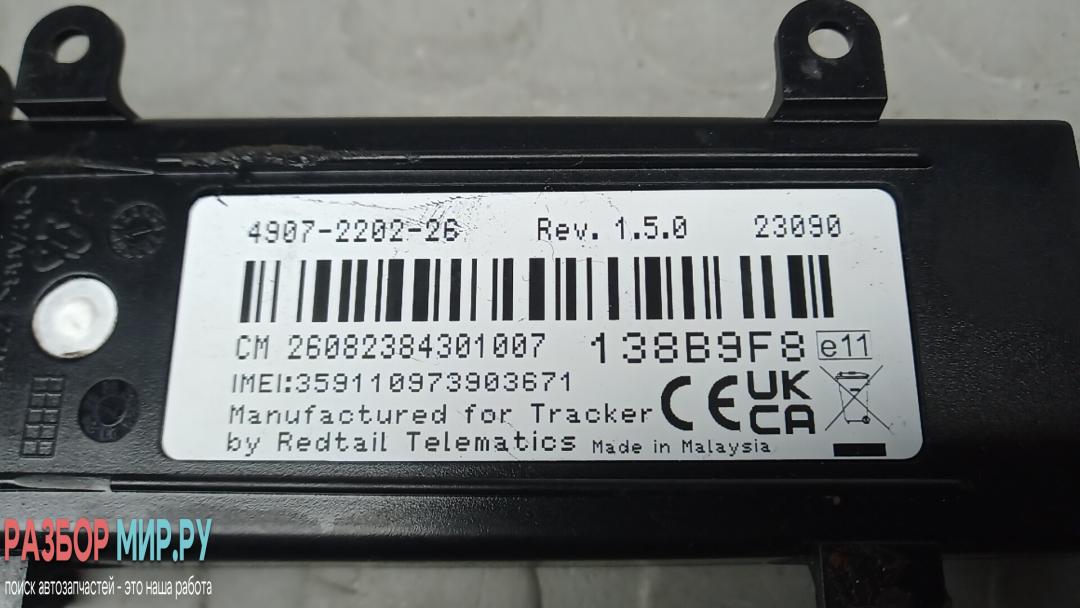 4907-2202-26 Rev. 1.5.0 23090
CM 26082384301007 138B9F8 e11
IMEI:359110973903671
Manufactured for Tracker CE UK CA
by Redtail Telematics Made in Malaysia
РАЗБОР МИР.РУ
поиск автозапчастей - это наша работа